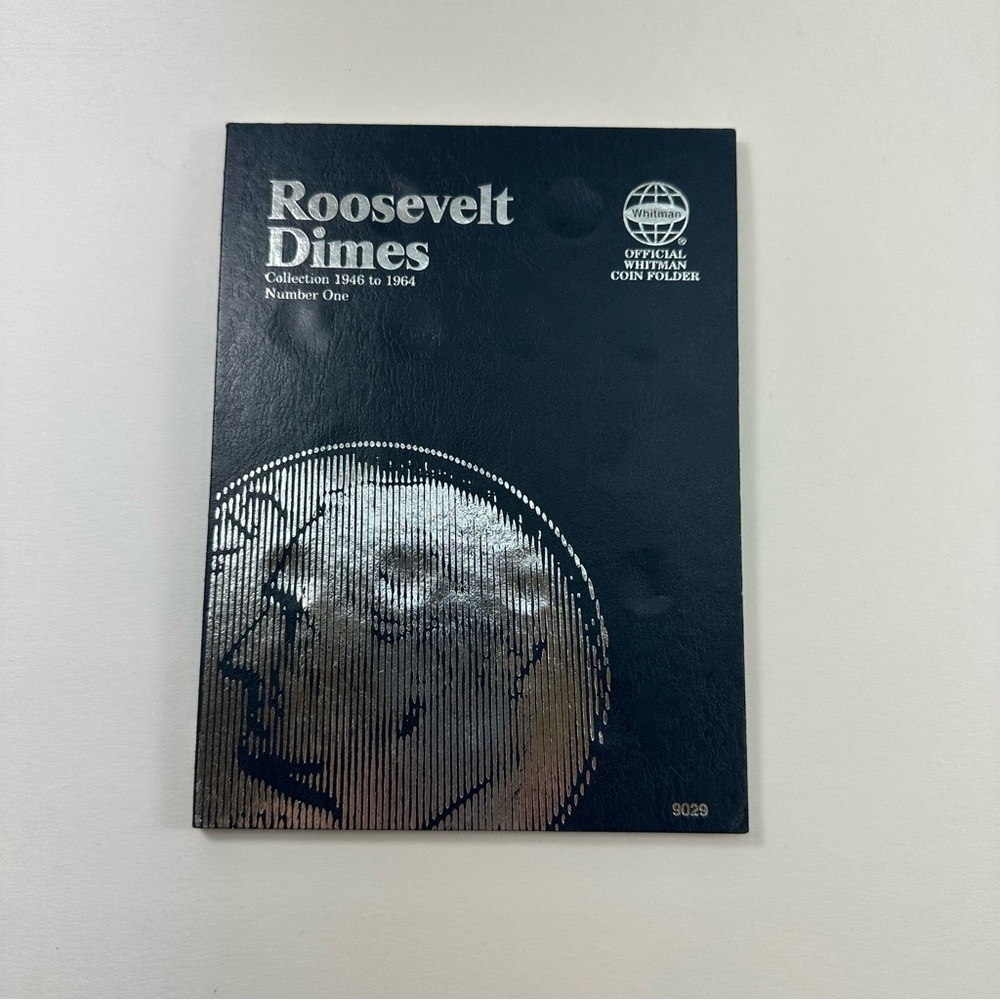 Roosevelt
Dimes
Collection 1946 to 1964
Number One
Whitman
®
OFFICIAL
WHITMAN
COIN FOLDER
9029